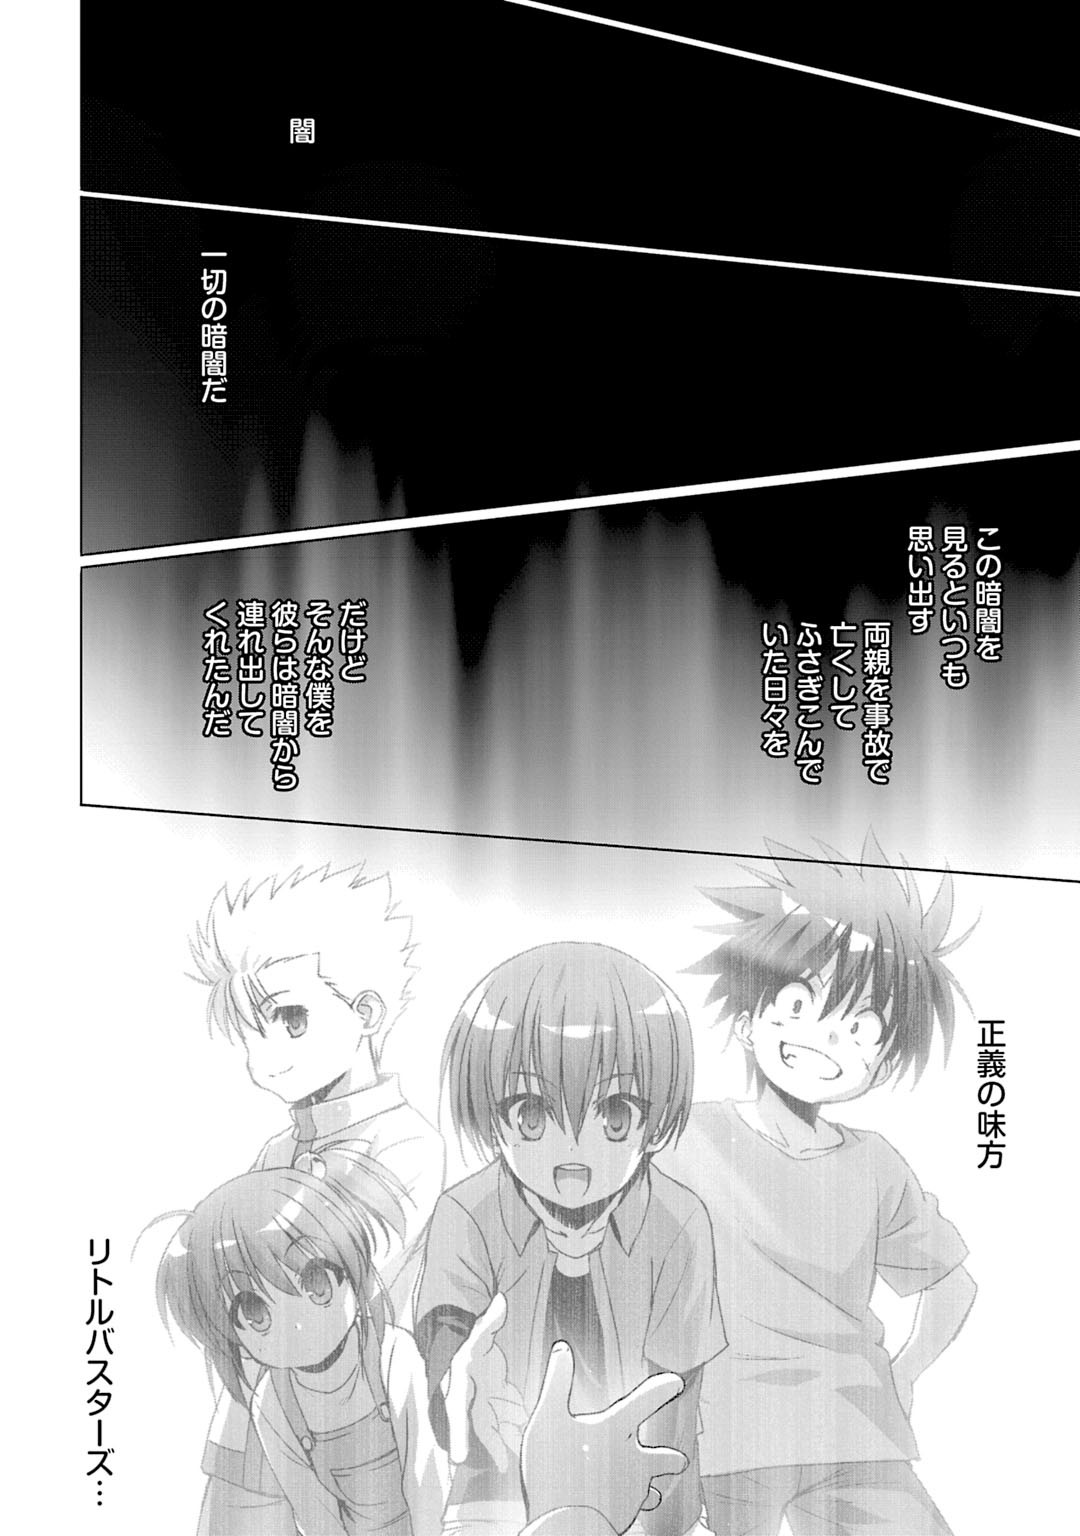 闇
一切の暗闇だ
この暗闇を
見るといつも
思い出す
両親を事故で
亡くして
ふさぎこんで
いた日々を
だけど
そんな僕を
彼らは暗闇から
連れ出して
くれたんだ
正義の味方
リトルバスターズ…